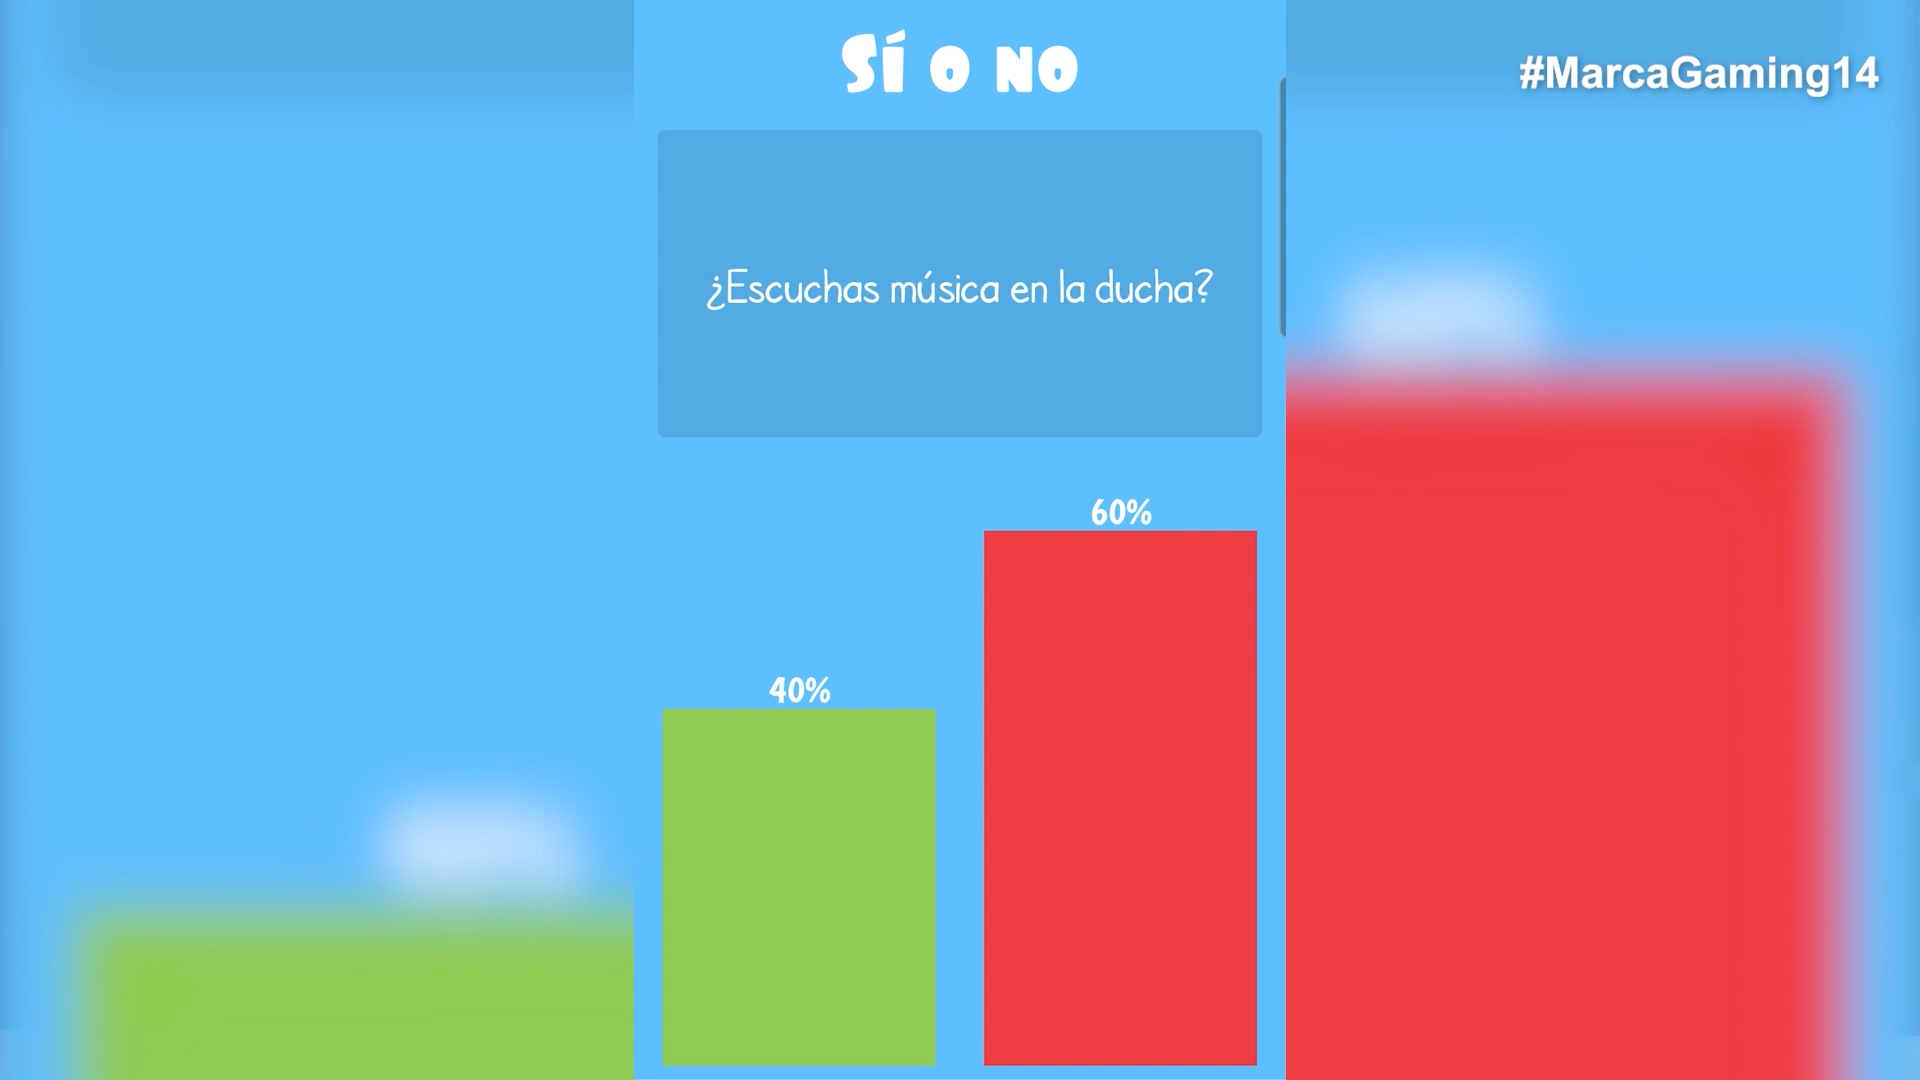 Sí o no
#MarcaGaming14
¿Escuchas música en la ducha?
60%
40%